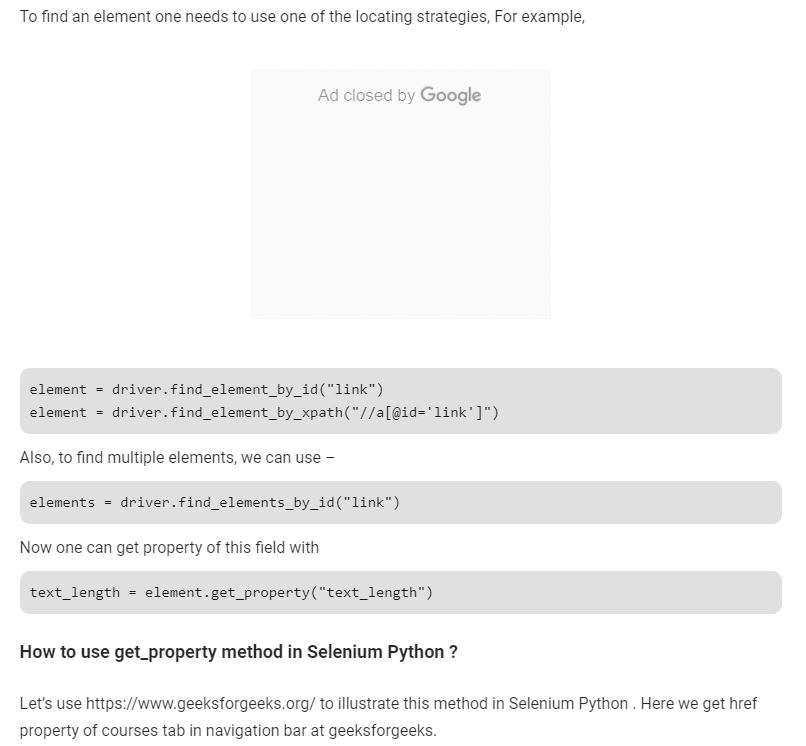 To find an element one needs to use one of the locating strategies, For example,
Ad closed by Google
element = driver.find_element_by_id("link")
element = driver.find_element_by_xpath("//a[@id='link']")
Also, to find multiple elements, we can use –
elements = driver.find_elements_by_id("link")
Now one can get property of this field with
text_length = element.get_property("text_length")
How to use get_property method in Selenium Python ?
Let's use https://www.geeksforgeeks.org/ to illustrate this method in Selenium Python . Here we get href
property of courses tab in navigation bar at geeksforgeeks.